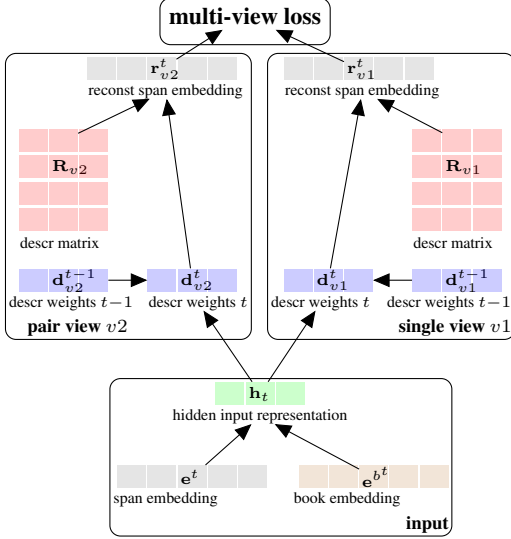 multi-view loss
r^t_{v2}
reconst span embedding
r^t_{v1}
reconst span embedding
R_{v2}
descr matrix
R_{v1}
descr matrix
d^{t−1}_{v2}
descr weights t−1
d^t_{v2}
descr weights t
d^t_{v1}
descr weights t
d^{t−1}_{v1}
descr weights t−1
pair view v2
single view v1
h_t
hidden input representation
e^t
span embedding
e^{b^t}
book embedding
input